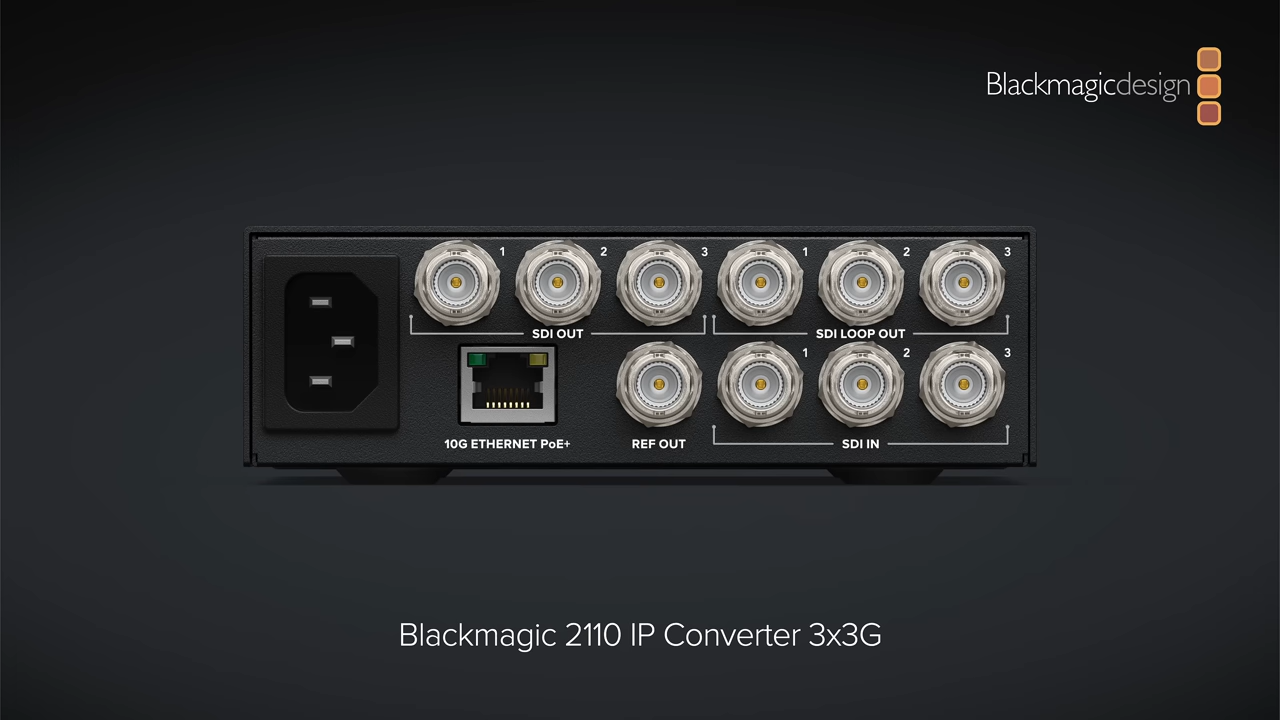 Blackmagicdesign
1 2 3 1 2 3
SDI OUT SDI LOOP OUT
1 2 3
10G ETHERNET PoE+ REF OUT SDI IN
Blackmagic 2110 IP Converter 3x3G